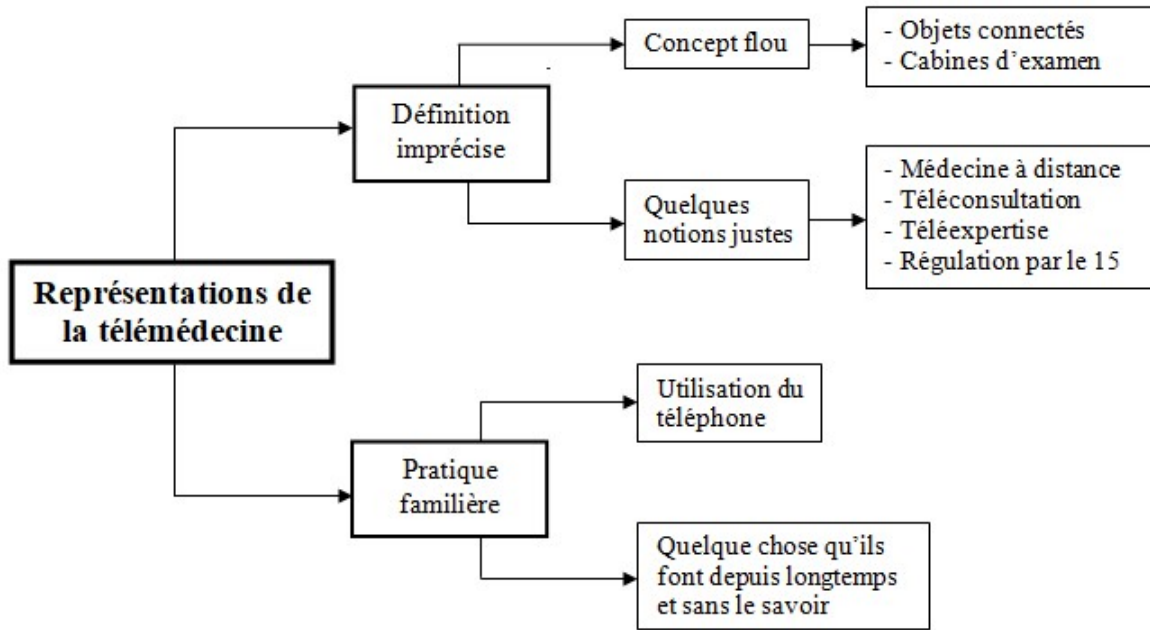 Concept flou
- Objets connectés
- Cabines d'examen
Définition
imprécise
Quelques
notions justes
- Médecine à distance
- Téléconsultation
- Téléexpertise
- Régulation par le 15
Représentations de
la télémédecine
Utilisation du
téléphone
Pratique
familière
Quelque chose qu'ils
font depuis longtemps
et sans le savoir